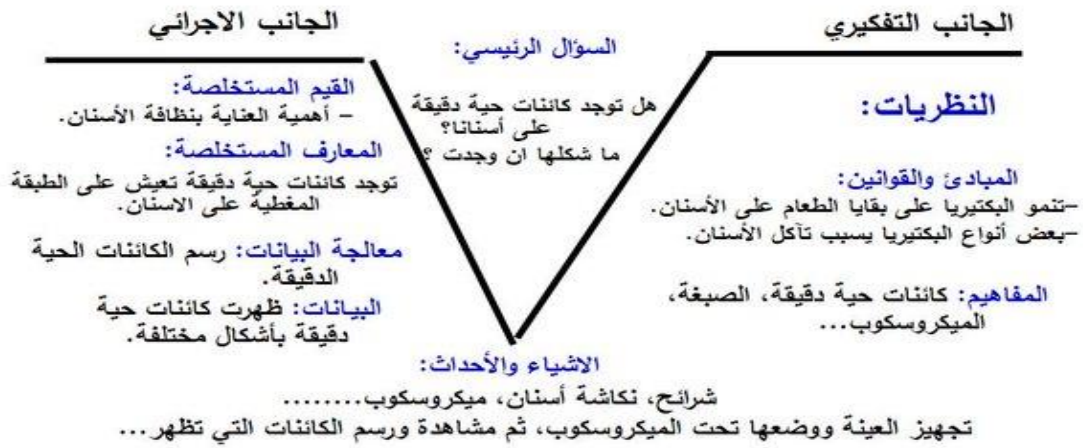 الجانب التفكيري
النظريات:
المبادئ والقوانين:
-تنمو البكتيريا على بقايا الطعام على الأسنان.
-بعض أنواع البكتيريا يسبب تآكل الأسنان.
المفاهيم: كائنات حية دقيقة، الصبغة،
الميكروسكوب...
السؤال الرئيسي:
هل توجد كائنات حية دقيقة
على أسنانا؟
ما شكلها ان وجدت ؟
الجانب الاجرائي
القيم المستخلصة:
- أهمية العناية بنظافة الأسنان.
المعارف المستخلصة:
توجد كائنات حية دقيقة تعيش على الطبقة
المغطية على الاسنان.
معالجة البيانات: رسم الكائنات الحية
الدقيقة.
البيانات: ظهرت كائنات حية
دقيقة بأشكال مختلفة.
الاشياء والأحداث:
شرائح، نكاشة أسنان، ميكروسكوب........
تجهيز العينة ووضعها تحت الميكروسكوب، ثم مشاهدة ورسم الكائنات التي تظهر...